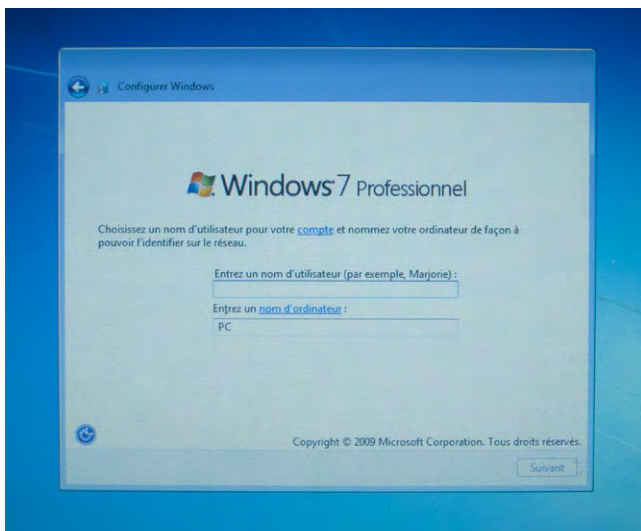 Configurer Windows
Windows 7 Professionnel
Choisissez un nom d'utilisateur pour votre compte et nommez votre ordinateur de façon à
pouvoir l'identifier sur le réseau.
Entrez un nom d'utilisateur (par exemple, Marjorie) :
Entrez un nom d'ordinateur :
PC
Copyright © 2009 Microsoft Corporation. Tous droits réservés.
Suivant